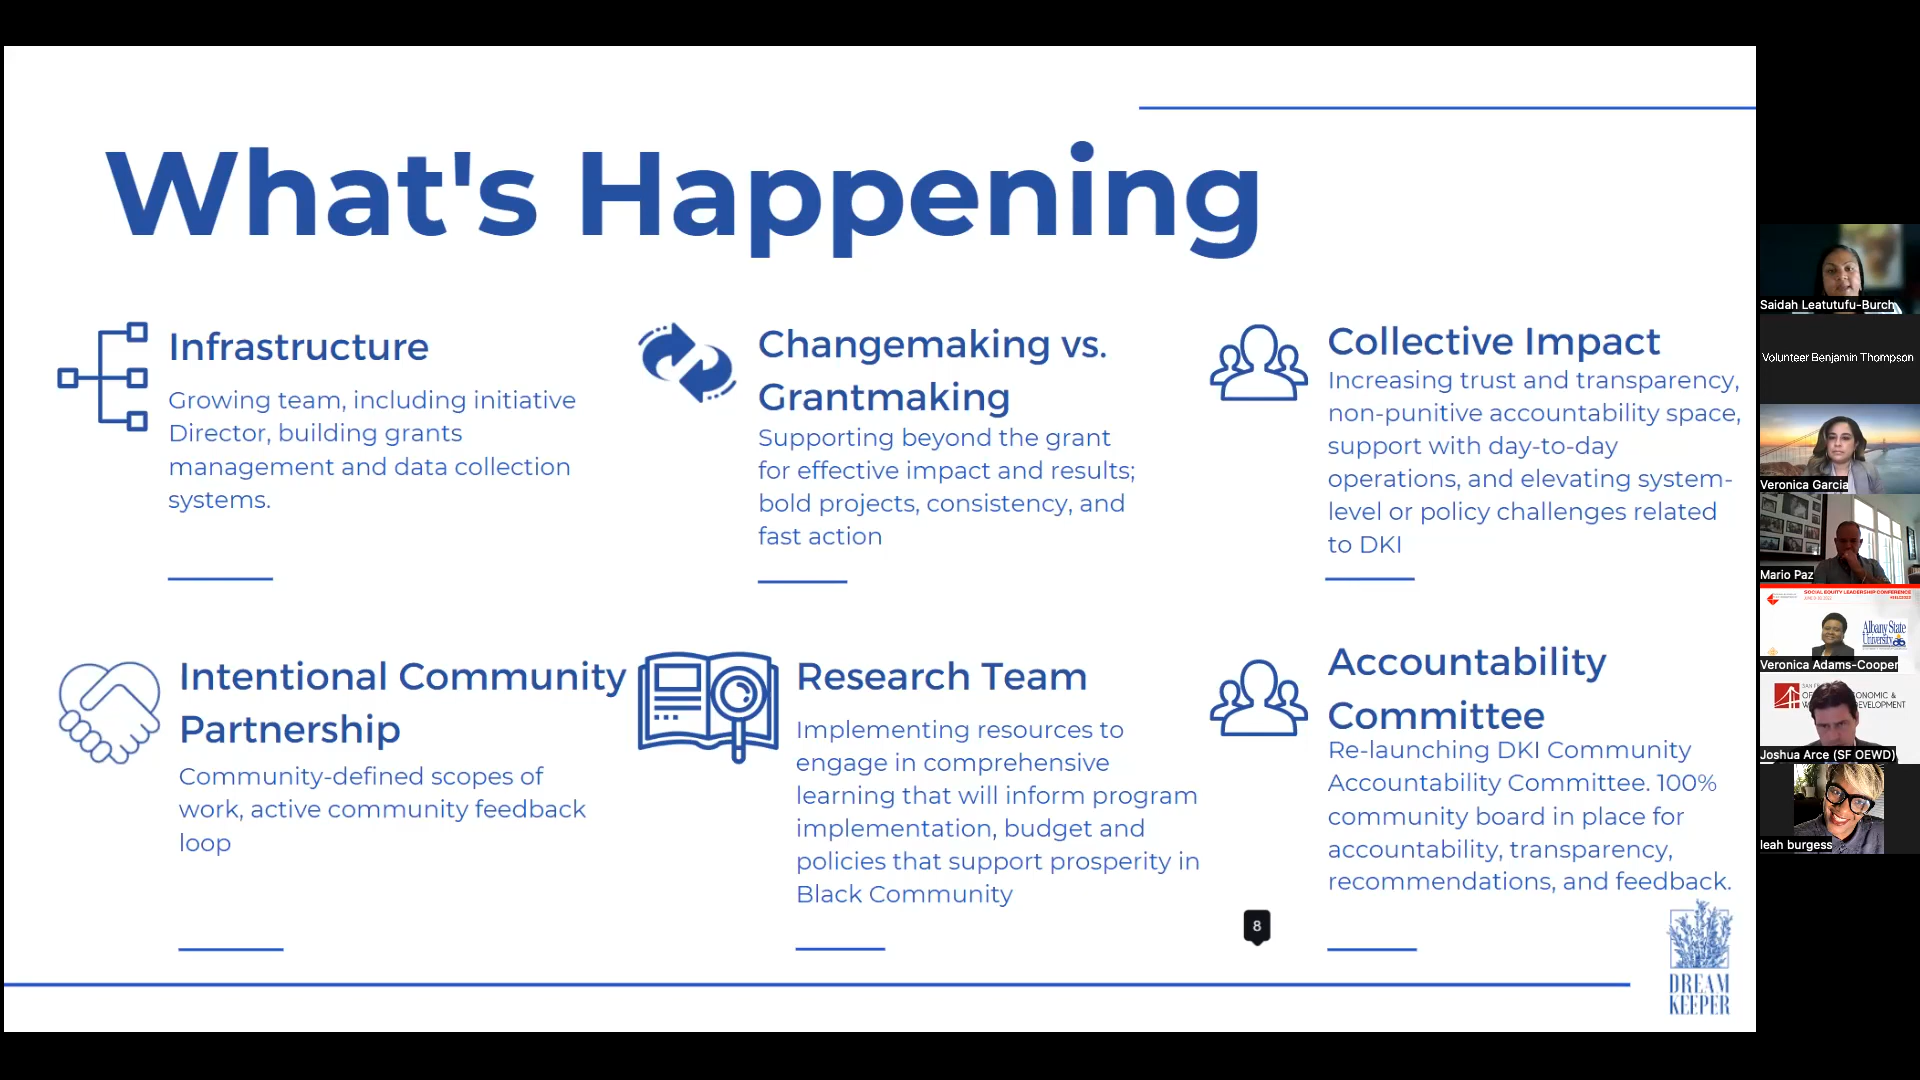 What's Happening
Infrastructure
Growing team, including initiative
Director, building grants
management and data collection
systems.
Changemaking vs.
Grantmaking
Supporting beyond the grant
for effective impact and results;
bold projects, consistency, and
fast action
Collective Impact
Increasing trust and transparency,
non-punitive accountability space,
support with day-to-day
operations, and elevating system-
level or policy challenges related
to DKI
Intentional Community
Partnership
Community-defined scopes of
work, active community feedback
loop
Research Team
Implementing resources to
engage in comprehensive
learning that will inform program
implementation, budget and
policies that support prosperity in
Black Community
Accountability
Committee
Re-launching DKI Community
Accountability Committee. 100%
community board in place for
accountability, transparency,
recommendations, and feedback.
8
DREAM
KEEPER
Saidah Leatutufu-Burch
Volunteer Benjamin Thompson
Veronica Garcia
Mario Paz
SOCIAL EQUITY LEADERSHIP CONFERENCE
Albany State
University
Veronica Adams-Cooper
Joshua Arce (SF OEWD)
leah burgess